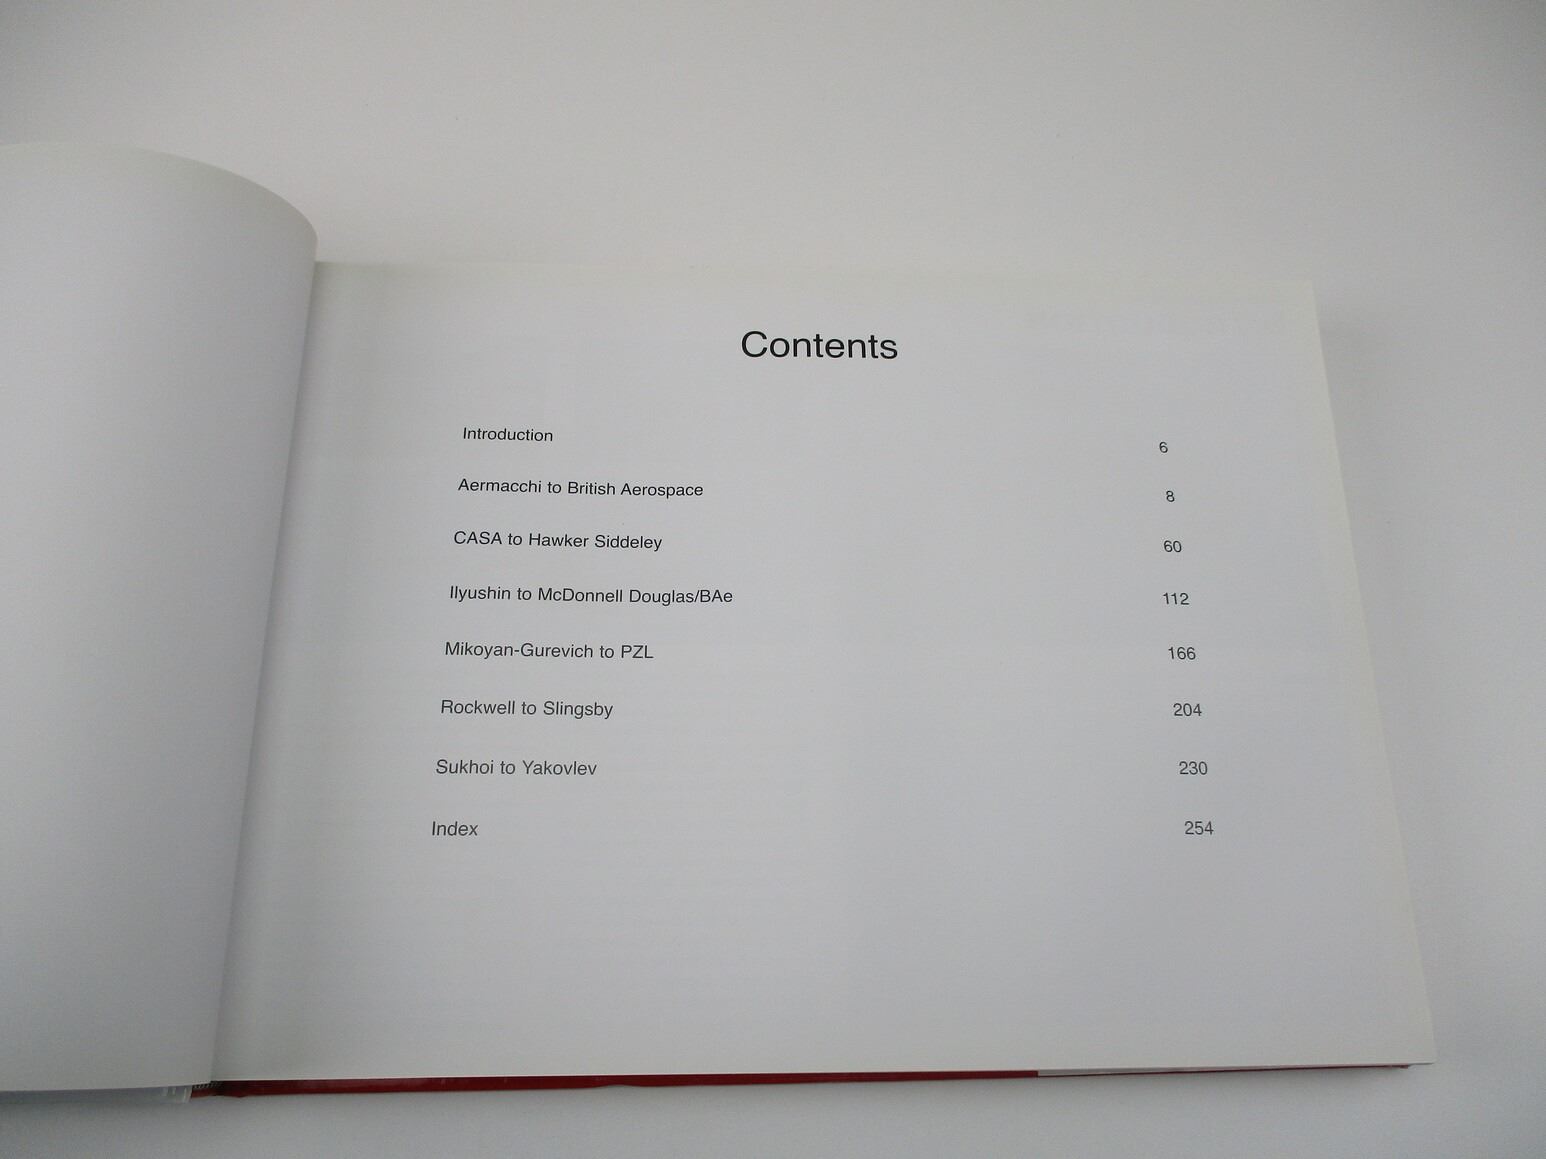 Contents
Introduction 6
Aermacchi to British Aerospace 8
CASA to Hawker Siddeley 60
Ilyushin to McDonnell Douglas/BAe 112
Mikoyan-Gurevich to PZL 166
Rockwell to Slingsby 204
Sukhoi to Yakovlev 230
Index 254